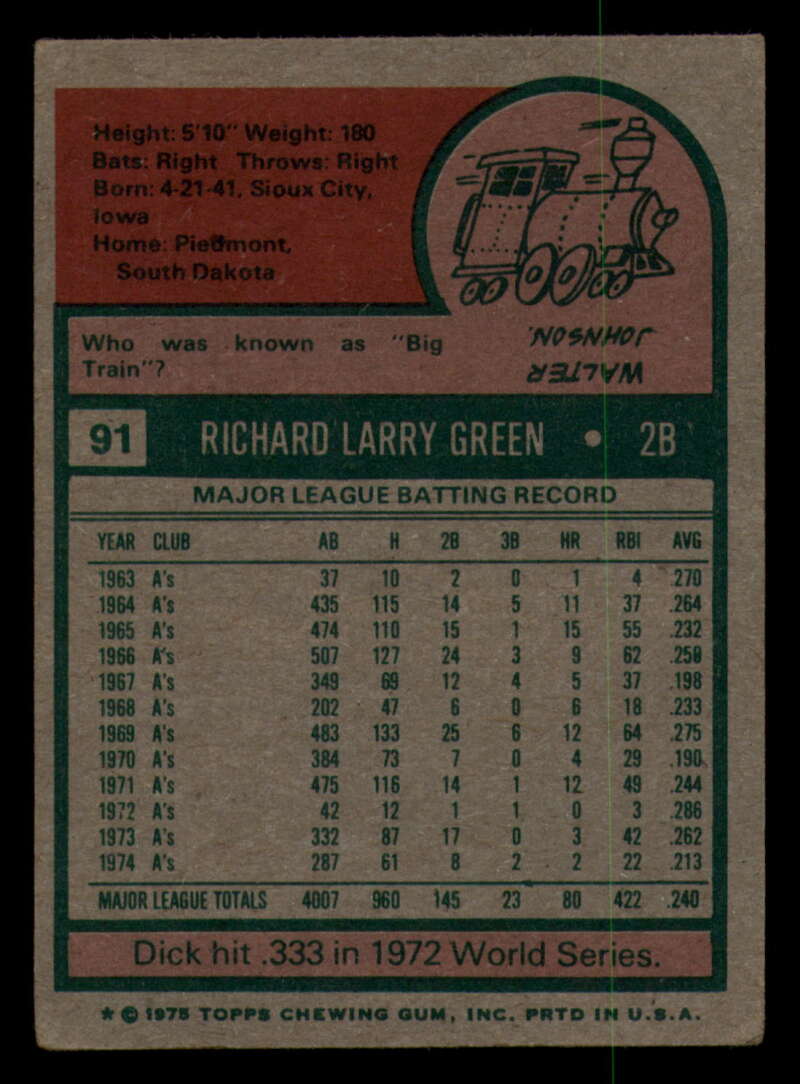 Height: 5'10" Weight: 180
Bats: Right Throws: Right
Born: 4-21-41, Sioux City,
Iowa
Home: Piedmont,
South Dakota
Who was known as "Big
Train"?
WALTER
JOHNSON.
91 RICHARD LARRY GREEN • 2B
MAJOR LEAGUE BATTING RECORD
YEAR CLUB AB H 2B 3B HR RBI AVG
1963 A's 37 10 2 0 1 4 .270
1964 A's 435 115 14 5 11 37 .264
1965 A's 474 110 15 1 15 55 .232
1966 A's 507 127 24 3 9 62 .250
1967 A's 349 69 12 4 5 37 .198
1968 A's 202 47 6 0 6 18 .233
1969 A's 483 133 25 6 12 64 .275
1970 A's 384 73 7 0 4 29 .190
1971 A's 475 116 14 1 12 49 .244
1972 A's 42 12 1 1 0 3 .286
1973 A's 332 87 17 0 3 42 .262
1974 A's 287 61 8 2 2 22 .213
MAJOR LEAGUE TOTALS 4007 960 145 23 80 422 .240
Dick hit .333 in 1972 World Series.
* © 1975 TOPPS CHEWING GUM, INC. PRTD IN U.S.A.